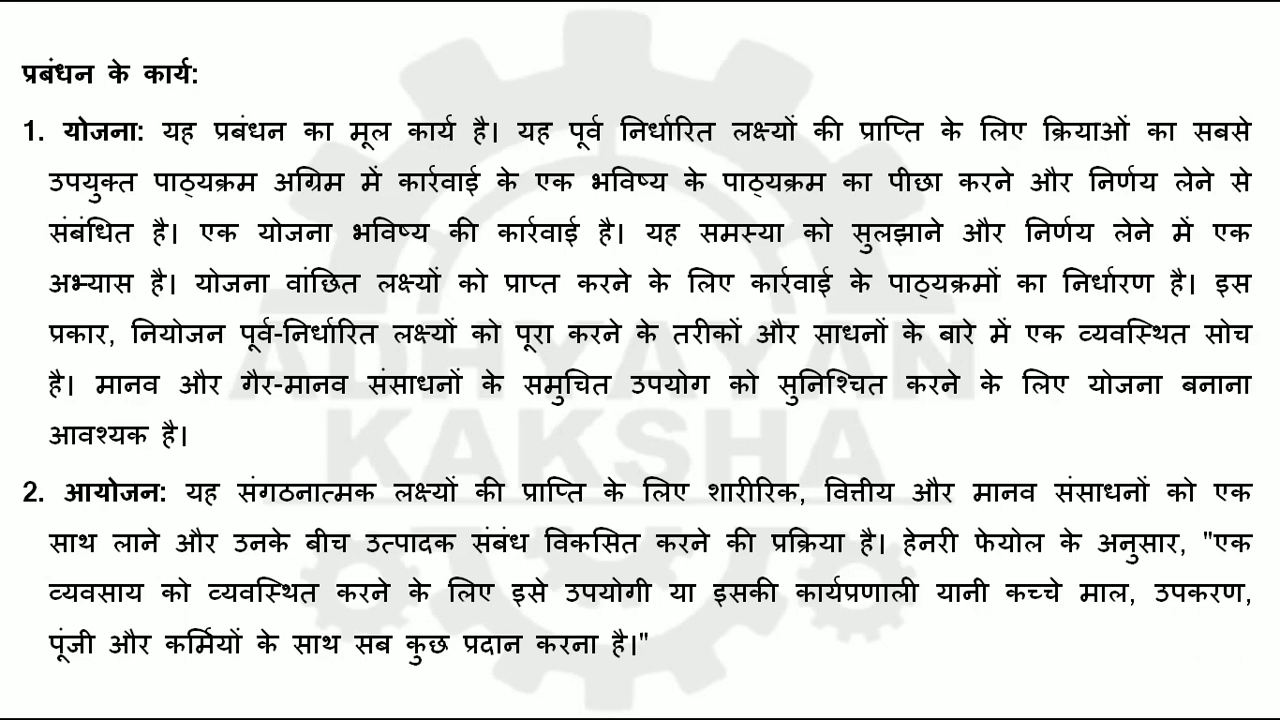 प्रबंधन के कार्य:
1. योजना: यह प्रबंधन का मूल कार्य है। यह पूर्व निर्धारित लक्ष्यों की प्राप्ति के लिए क्रियाओं का सबसे
उपयुक्त पाठ्यक्रम अग्रिम में कार्रवाई के एक भविष्य के पाठ्यक्रम का पीछा करने और निर्णय लेने से
संबंधित है। एक योजना भविष्य की कार्रवाई है। यह समस्या को सुलझाने और निर्णय लेने में एक
अभ्यास है। योजना वांछित लक्ष्यों को प्राप्त करने के लिए कार्रवाई के पाठ्यक्रमों का निर्धारण है। इस
प्रकार, नियोजन पूर्व-निर्धारित लक्ष्यों को पूरा करने के तरीकों और साधनों के बारे में एक व्यवस्थित सोच
है। मानव और गैर-मानव संसाधनों के समुचित उपयोग को सुनिश्चित करने के लिए योजना बनाना
आवश्यक है।
2. आयोजन: यह संगठनात्मक लक्ष्यों की प्राप्ति के लिए शारीरिक, वित्तीय और मानव संसाधनों को एक
साथ लाने और उनके बीच उत्पादक संबंध विकसित करने की प्रक्रिया है। हेनरी फेयोल के अनुसार, "एक
व्यवसाय को व्यवस्थित करने के लिए इसे उपयोगी या इसकी कार्यप्रणाली यानी कच्चे माल, उपकरण,
पूंजी और कर्मियों के साथ सब कुछ प्रदान करना है।"
ADHYAYAN
KAKSHA